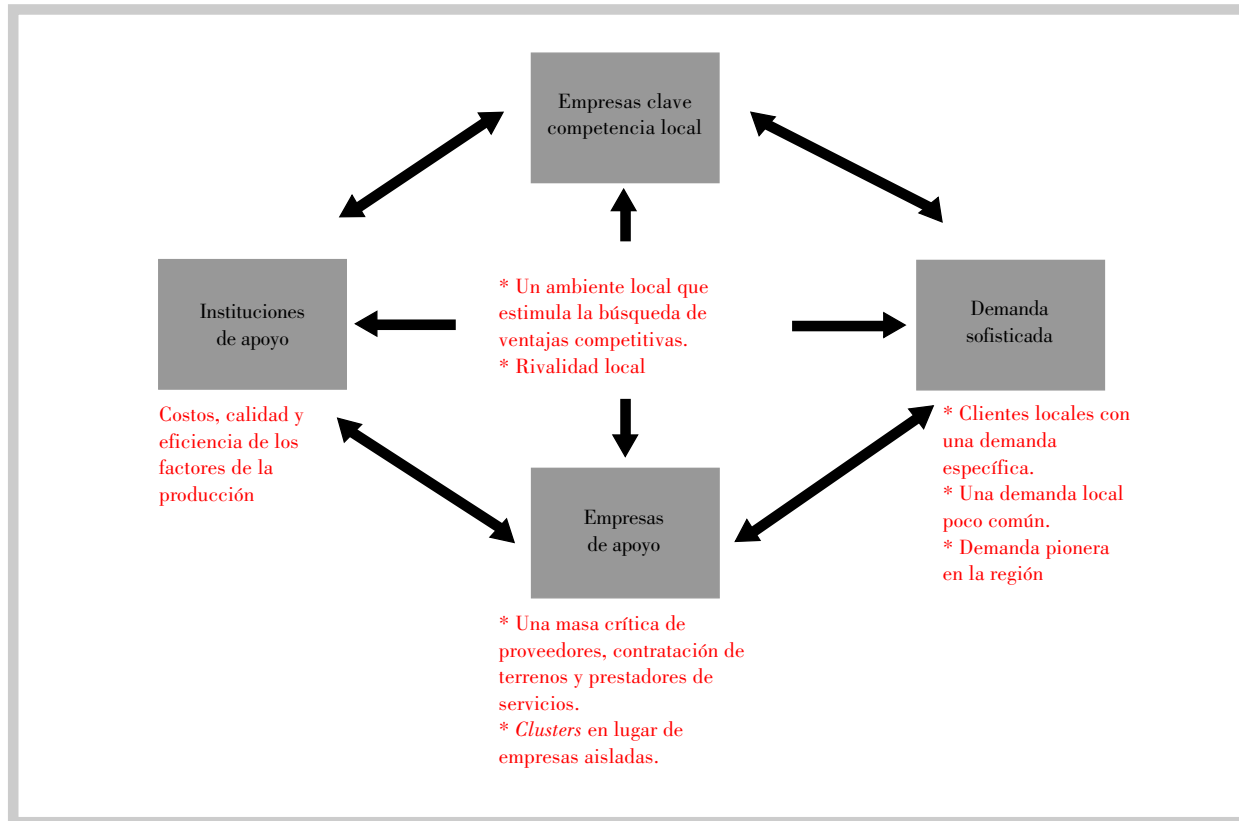 Empresas clave
competencia local
Instituciones
de apoyo
* Un ambiente local que
estimula la búsqueda de
ventajas competitivas.
* Rivalidad local
Demanda
sofisticada
Costos, calidad y
eficiencia de los
factores de la
producción
* Clientes locales con
una demanda
específica.
* Una demanda local
poco común.
* Demanda pionera
en la región
Empresas
de apoyo
* Una masa crítica de
proveedores, contratación de
terrenos y prestadores de
servicios.
* Clusters en lugar de
empresas aisladas.